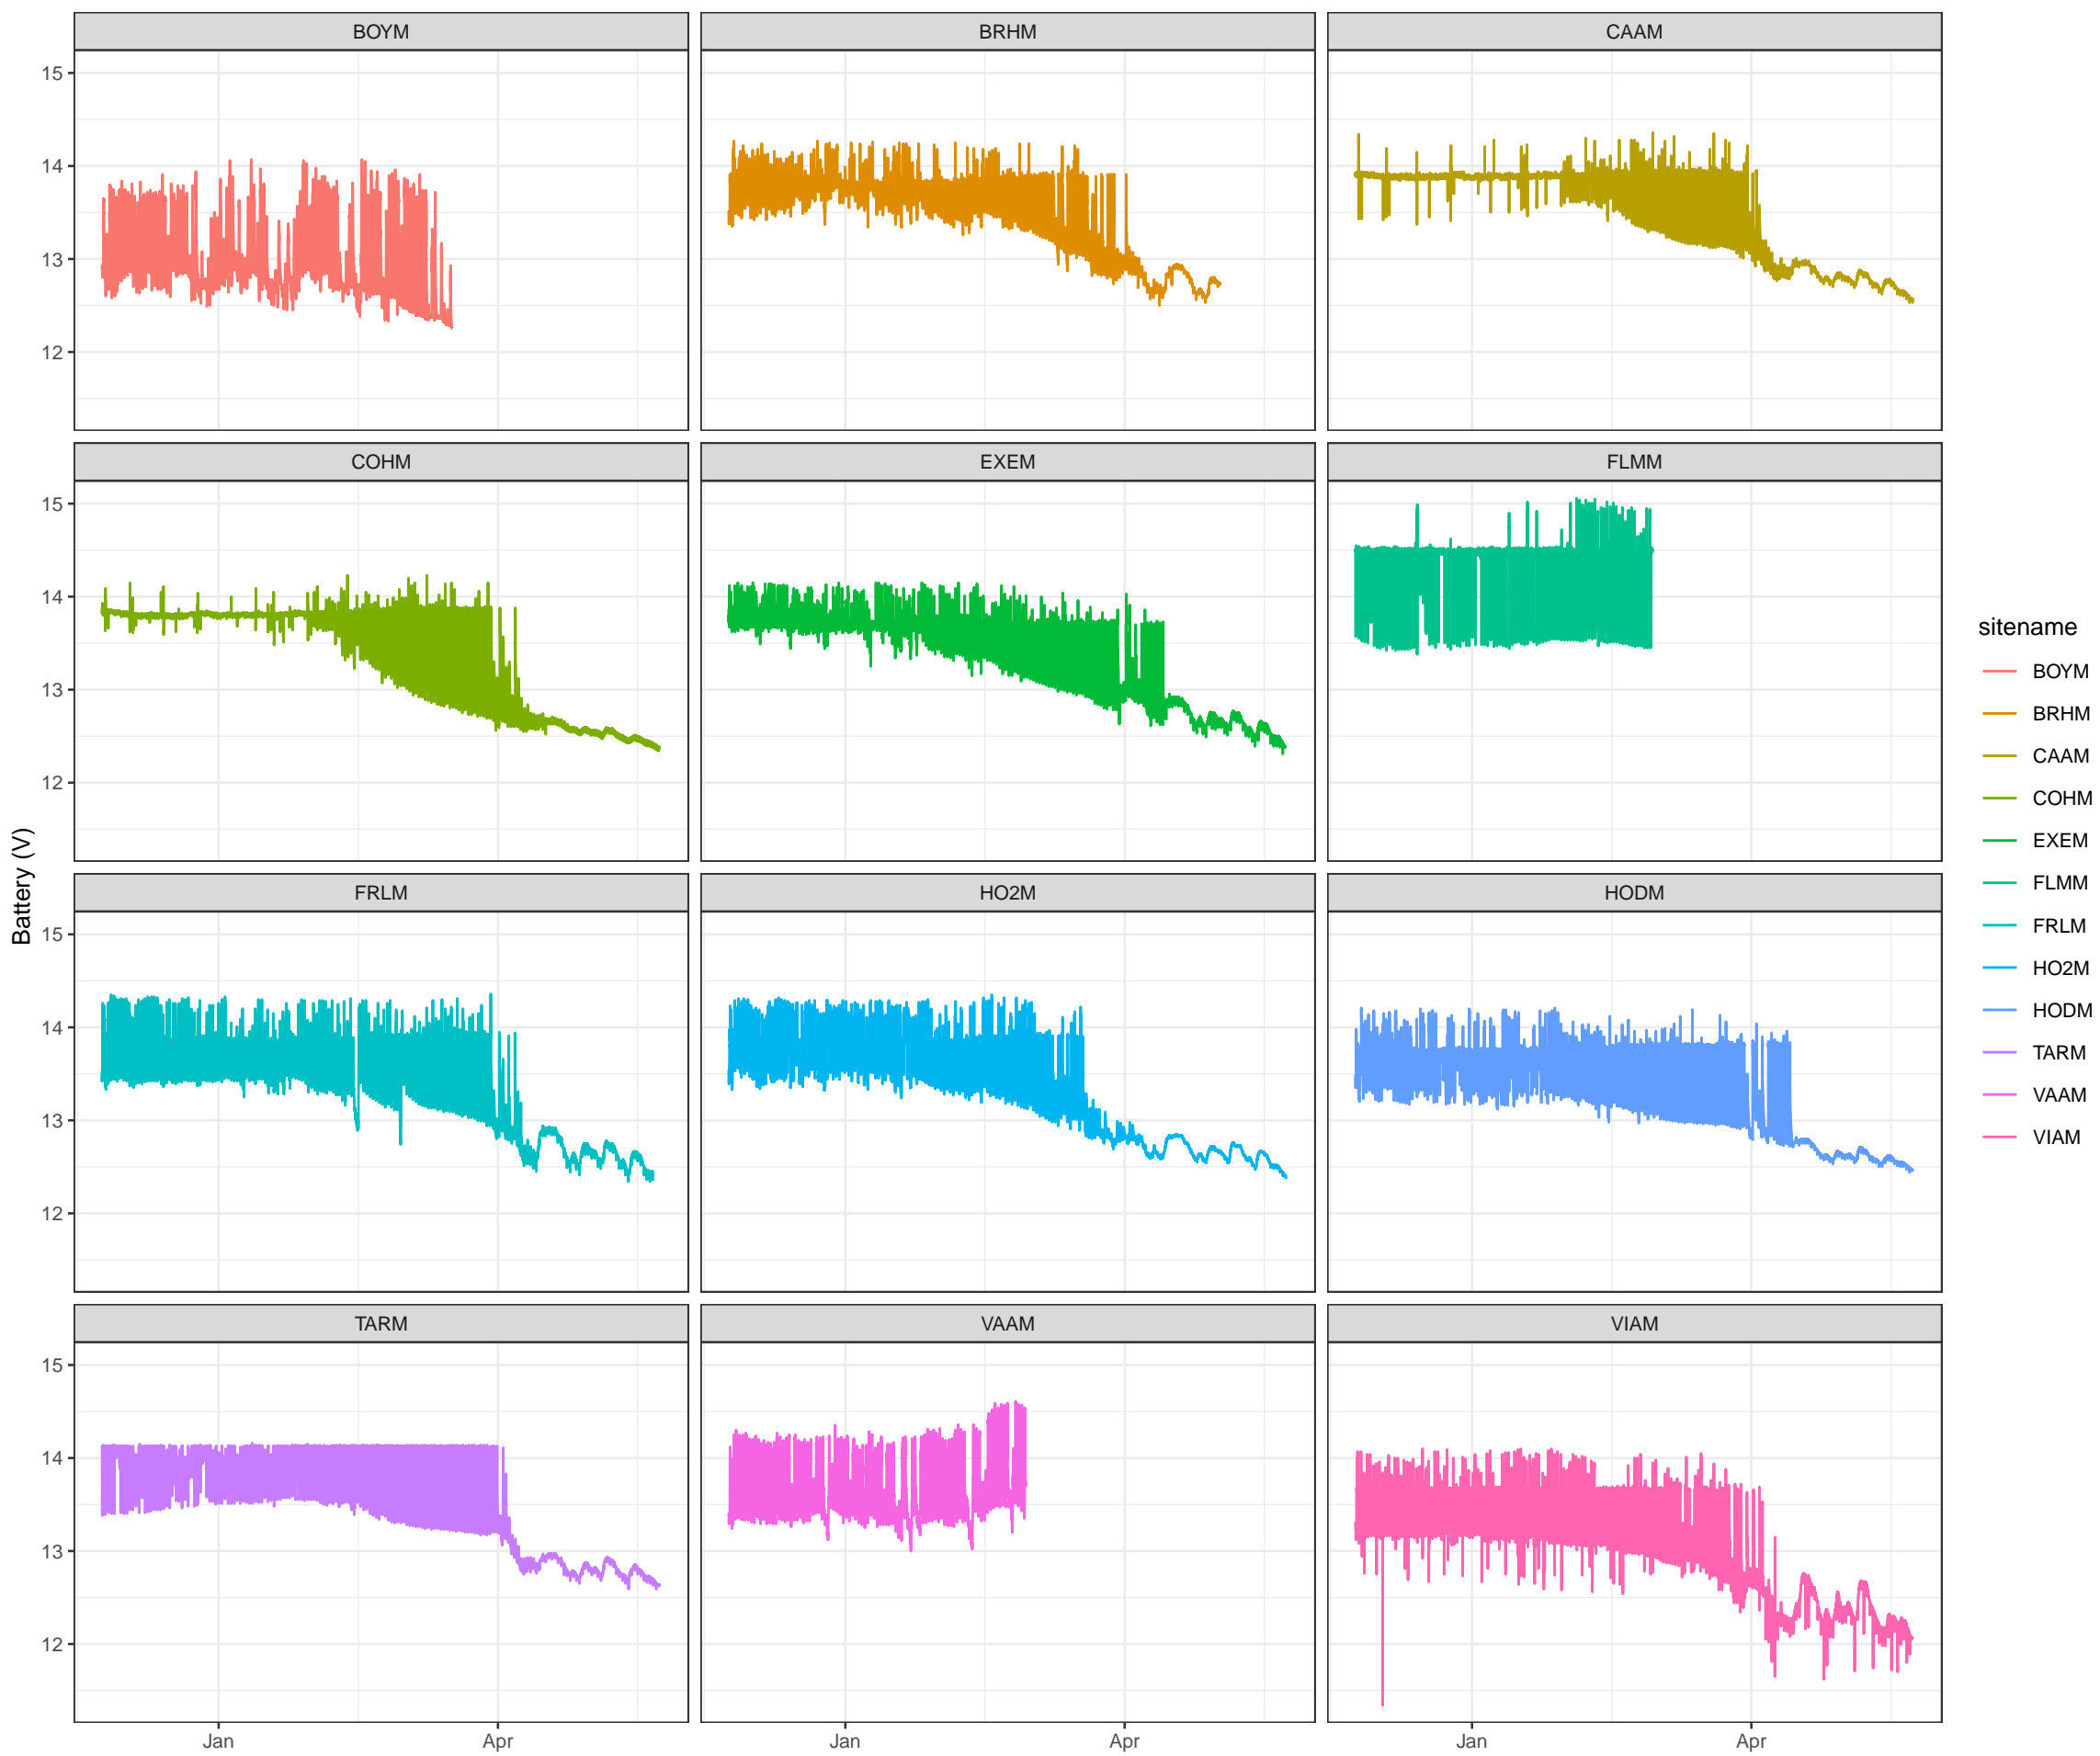 BOYM
BRHM
CAAM
15
14
13
12
COHM
EXEM
FLMM
15
14
13
12
FRLM
HO2M
HODM
15
14
13
12
TARM
VAAM
VIAM
15
14
13
12
Jan
Apr
Jan
Apr
Jan
Apr
Battery (V)
sitename
BOYM
BRHM
CAAM
COHM
EXEM
FLMM
FRLM
HO2M
HODM
TARM
VAAM
VIAM